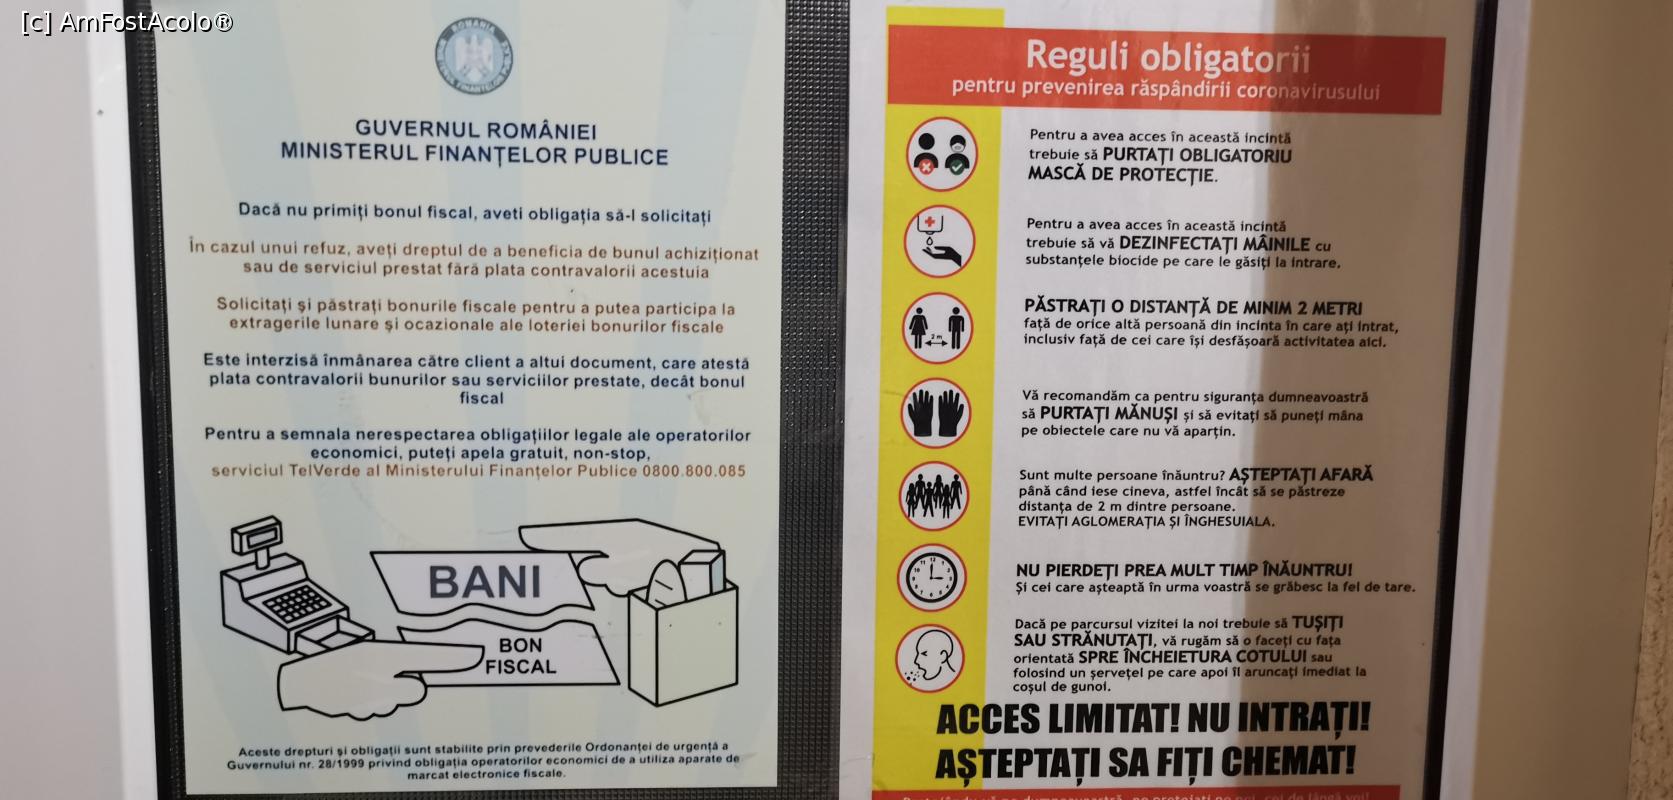 [c] AmFostAcolo®
ROMÂNIA
GUVERNUL ROMÂNIEI
MINISTERUL FINANȚELOR PUBLICE
Dacă nu primiți bonul fiscal, aveti obligația să-l solicitați
În cazul unui refuz, aveți dreptul de a beneficia de bunul achiziționat
sau de serviciul prestat fără plata contravalorii acestuia
Solicitați și păstrați bonurile fiscale pentru a putea participa la
extragerile lunare și ocazionale ale loteriei bonurilor fiscale
Este interzisă înmânarea către client a altui document, care atestă
plata contravalorii bunurilor sau serviciilor prestate, decât bonul
fiscal
Pentru a semnala nerespectarea obligațiilor legale ale operatorilor
economici, puteți apela gratuit, non-stop,
serviciul TelVerde al Ministerului Finanțelor Publice 0800.800.085
BANI
BON
FISCAL
Aceste drepturi și obligații sunt stabilite prin prevederile Ordonanței de urgență a
Guvernului nr. 28/1999 privind obligația operatorilor economici de a utiliza aparate de
marcat electronice fiscale.
Reguli obligatorii
pentru prevenirea răspândirii coronavirusului
Pentru a avea acces în această incintă
trebuie să PURTAȚI OBLIGATORIU
MASCĂ DE PROTECȚIE.
Pentru a avea acces în această incintă
trebuie să vă DEZINFECTAȚI MÂINILE cu
substanțele biocide pe care le găsiți la intrare.
PĂSTRAȚI O DISTANȚĂ DE MINIM 2 METRI
față de orice altă persoană din incinta în care ați intrat,
inclusiv față de cei care își desfășoară activitatea aici.
2 m
Vă recomandăm ca pentru siguranța dumneavoastră
să PURTAȚI MĂNUȘI și să evitați să puneți mâna
pe obiectele care nu vă aparțin.
Sunt multe persoane înăuntru? AȘTEPTAȚI AFARĂ
până când iese cineva, astfel încât să se păstreze
distanța de 2 m dintre persoane.
EVITAȚI AGLOMERAȚIA ȘI ÎNGHESUIALA.
NU PIERDEȚI PREA MULT TIMP ÎNĂUNTRU!
Și cei care așteaptă în urma voastră se grăbesc la fel de tare.
Dacă pe parcursul vizitei la noi trebuie să TUȘIȚI
SAU STRĂNUTAȚI, vă rugăm să o faceți cu fața
orientată SPRE ÎNCHEIETURA COTULUI sau
folosind un șervețel pe care apoi îl aruncați imediat la
coșul de gunoi.
ACCES LIMITAT! NU INTRAȚI!
AȘTEPTAȚI SA FIȚI CHEMAT!